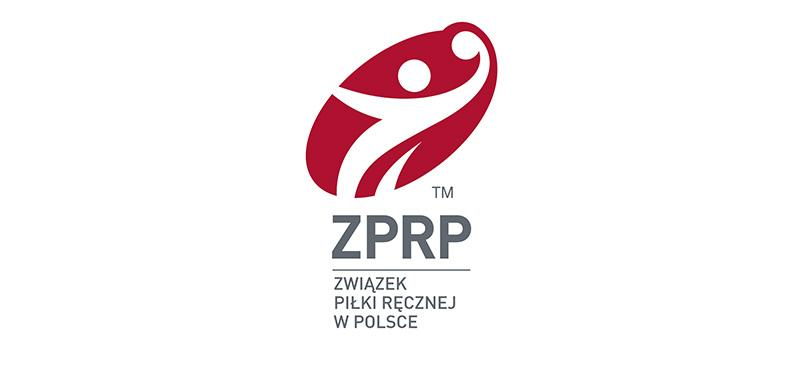 TM
ZPRP
ZWIĄZEK
PIŁKI RĘCZNEJ
W POLSCE